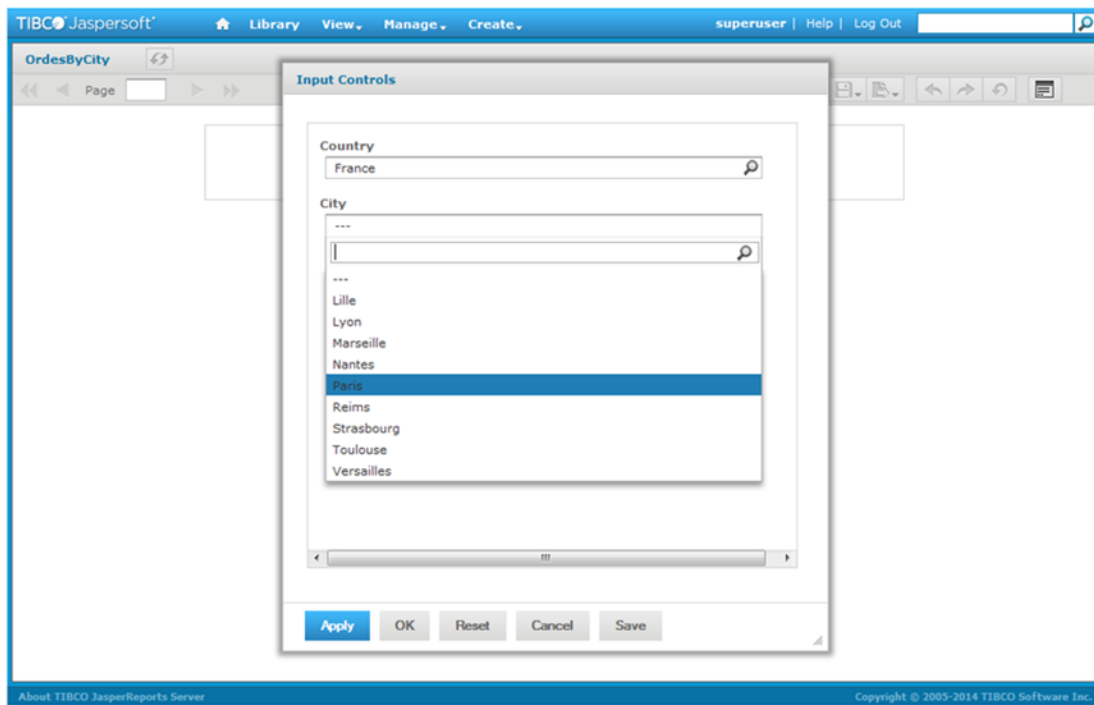 TIBCO Jaspersoft Library View Manage Create superuser | Help | Log Out
OrdesByCity
Page
Input Controls
Country
France
City
---
---
Lille
Lyon
Marseille
Nantes
Paris
Reims
Strasbourg
Toulouse
Versailles
Apply OK Reset Cancel Save
About TIBCO JasperReports Server Copyright © 2005-2014 TIBCO Software Inc.